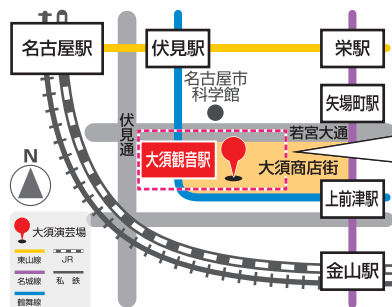 名古屋駅
伏見駅
栄駅
名古屋市
科学館
矢場町駅
伏見通
若宮大通
大須観音駅
大須商店街
上前津駅
N
金山駅
大須演芸場
東山線
JR
名城線
私鉄
鶴舞線